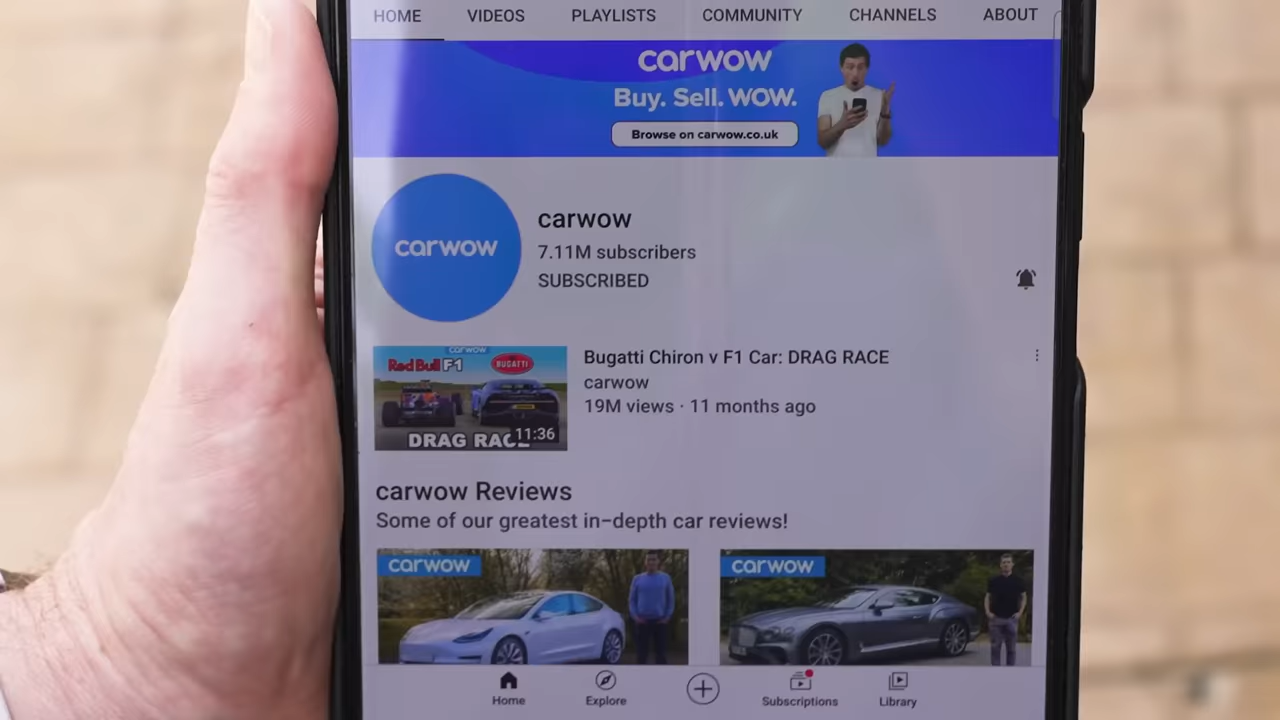 HOME VIDEOS PLAYLISTS COMMUNITY CHANNELS ABOUT
carwow
Buy. Sell. WOW.
Browse on carwow.co.uk
carwow
carwow
7.11M subscribers
SUBSCRIBED
carwow
Red Bull F1 BUGATTI
DRAG RACE
11:36
Bugatti Chiron v F1 Car: DRAG RACE
carwow
19M views · 11 months ago
carwow Reviews
Some of our greatest in-depth car reviews!
carwow carwow
Home Explore Subscriptions Library